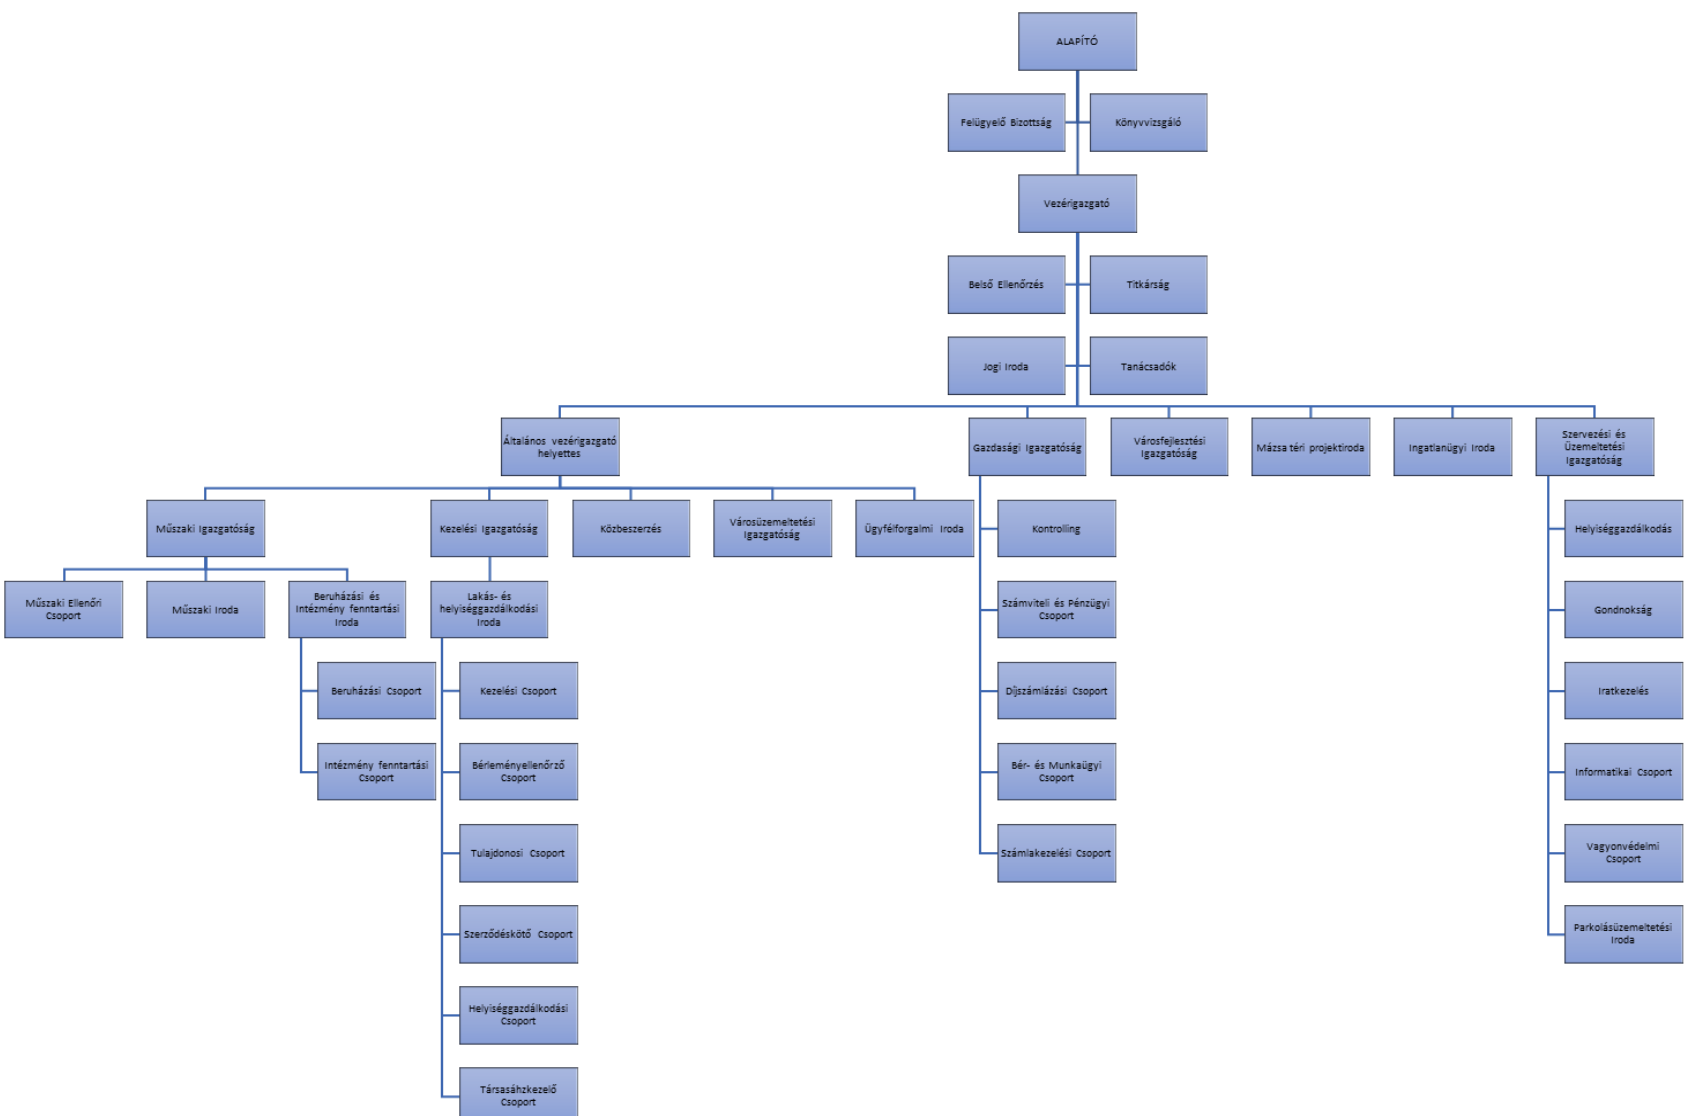 ALAPÍTÓ
Felügyelő Bizottság
Könyvvizsgáló
Vezérigazgató
Belső Ellenőrzés
Titkárság
Jogi Iroda
Tanácsadók
Általános vezérigazgató
helyettes
Gazdasági Igazgatóság
Városfejlesztési
Igazgatóság
Mázsa téri projektiroda
Ingatlanügyi Iroda
Szervezési és
Üzemeltetési
Igazgatóság
Műszaki Igazgatóság
Kezelési Igazgatóság
Közbeszerzés
Városüzemeltetési
Igazgatóság
Ügyfélforgalmi Iroda
Kontrolling
Helyiséggazdálkodás
Műszaki Ellenőri
Csoport
Műszaki Iroda
Beruházási és
Intézmény fenntartási
Iroda
Lakás- és
helyiséggazdálkodási
Iroda
Számviteli és Pénzügyi
Csoport
Gondnokság
Beruházási Csoport
Kezelési Csoport
Díjszámlázási Csoport
Iratkezelés
Intézmény fenntartási
Csoport
Bérleményellenőrző
Csoport
Bér- és Munkaügyi
Csoport
Informatikai Csoport
Tulajdonosi Csoport
Számlakezelési Csoport
Vagyonvédelmi
Csoport
Szerződéskötő Csoport
Parkolásüzemeltetési
Iroda
Helyiséggazdálkodási
Csoport
Társasáhzkezelő
Csoport